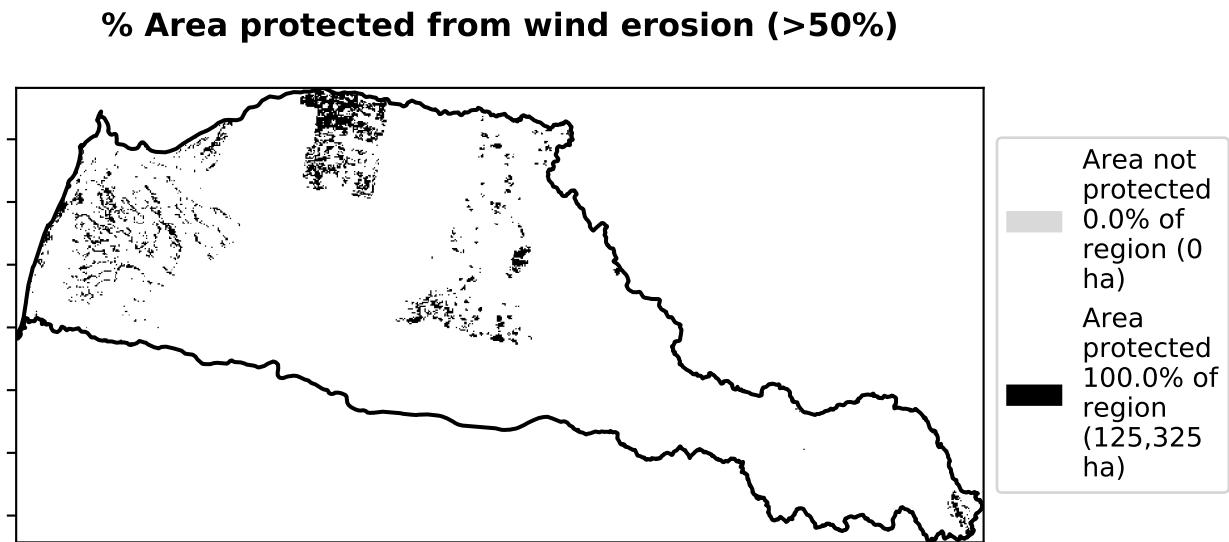 % Area protected from wind erosion (>50%)
Area not
protected
0.0% of
region (0
ha)
Area
protected
100.0% of
region
(125,325
ha)